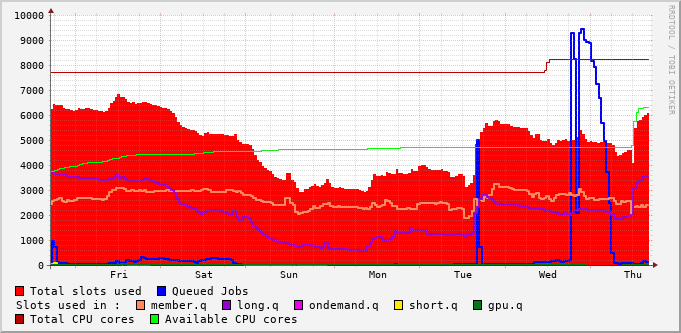 RRDTOOL / TOBI OETIKER
10000
9000
8000
7000
6000
5000
4000
3000
2000
1000
0
Fri Sat Sun Mon Tue Wed Thu
Total slots used Queued Jobs
Slots used in : member.q long.q ondemand.q short.q gpu.q
Total CPU cores Available CPU cores